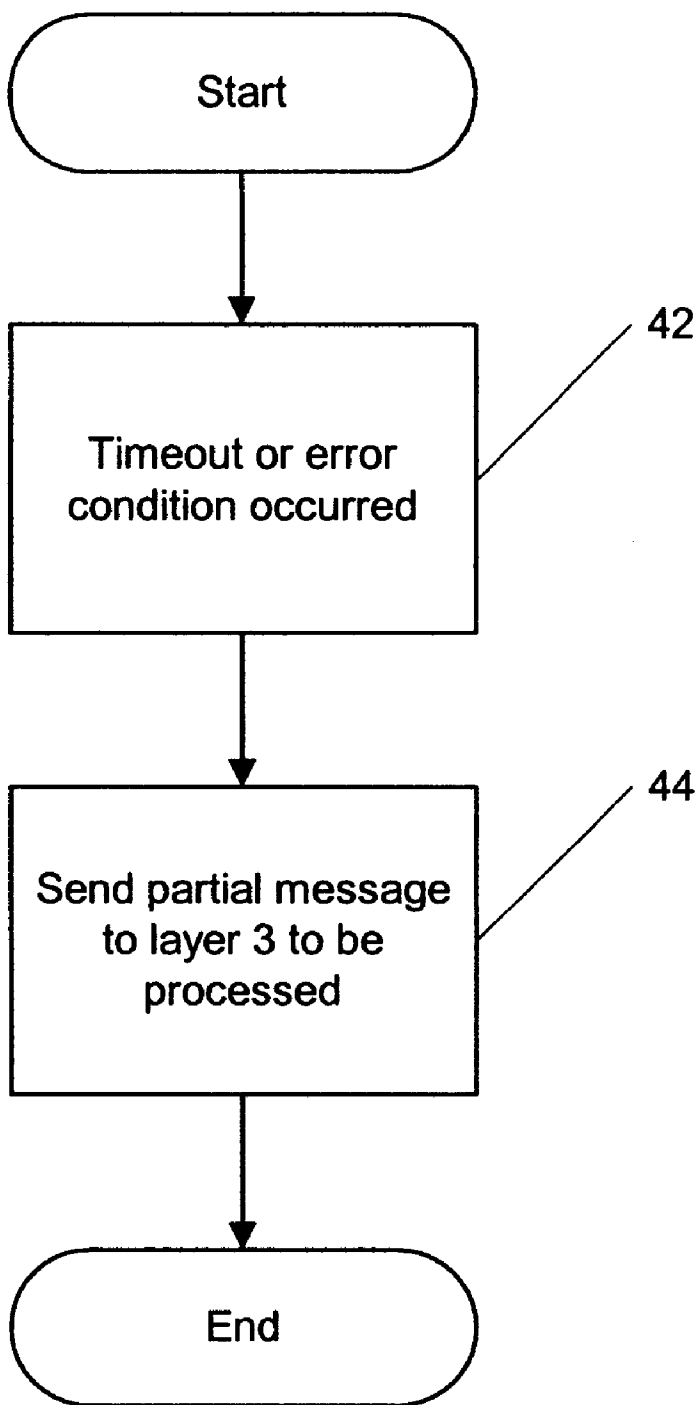 Start
42
Timeout or error
condition occurred
44
Send partial message
to layer 3 to be
processed
End